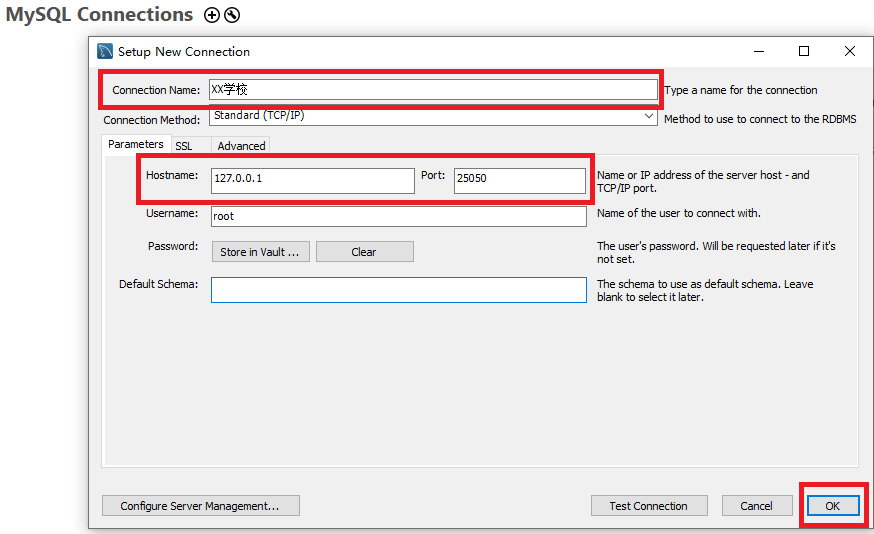 MySQL Connections
Setup New Connection
Connection Name: XX学校 Type a name for the connection
Connection Method: Standard (TCP/IP) Method to use to connect to the RDBMS
Parameters SSL Advanced
Hostname: 127.0.0.1 Port: 25050 Name or IP address of the server host - and
TCP/IP port.
Username: root Name of the user to connect with.
Password: Store in Vault ... Clear The user's password. Will be requested later if it's
not set.
Default Schema: The schema to use as default schema. Leave
blank to select it later.
Configure Server Management... Test Connection Cancel OK